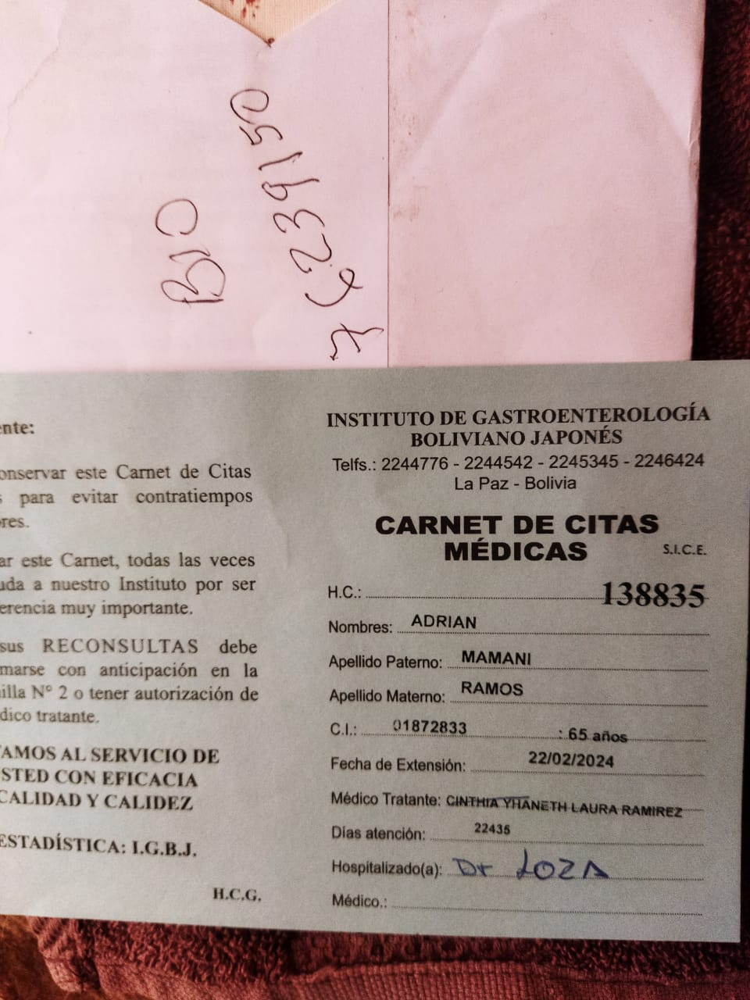 76239150
BIO
ente:
onservar este Carnet de Citas
s para evitar contratiempos
ores.
ar este Carnet, todas las veces
uda a nuestro Instituto por ser
erencia muy importante.
sus RECONSULTAS debe
marse con anticipación en la
illa N° 2 o tener autorización de
dico tratante.
TAMOS AL SERVICIO DE
STED CON EFICACIA
CALIDAD Y CALIDEZ
ESTADÍSTICA: I.G.B.J.
H.C.G.
INSTITUTO DE GASTROENTEROLOGÍA
BOLIVIANO JAPONÉS
Telfs.: 2244776 - 2244542 - 2245345 - 2246424
La Paz - Bolivia
CARNET DE CITAS
MÉDICAS S.I.C.E.
H.C.: 138835
Nombres: ADRIAN
Apellido Paterno: MAMANI
Apellido Materno: RAMOS
C.I.: 01872833 : 65 años
Fecha de Extensión: 22/02/2024
Médico Tratante: CINTHIA YHANETH LAURA RAMIREZ
Días atención: 22435
Hospitalizado(a): Dr LOZA
Médico.: